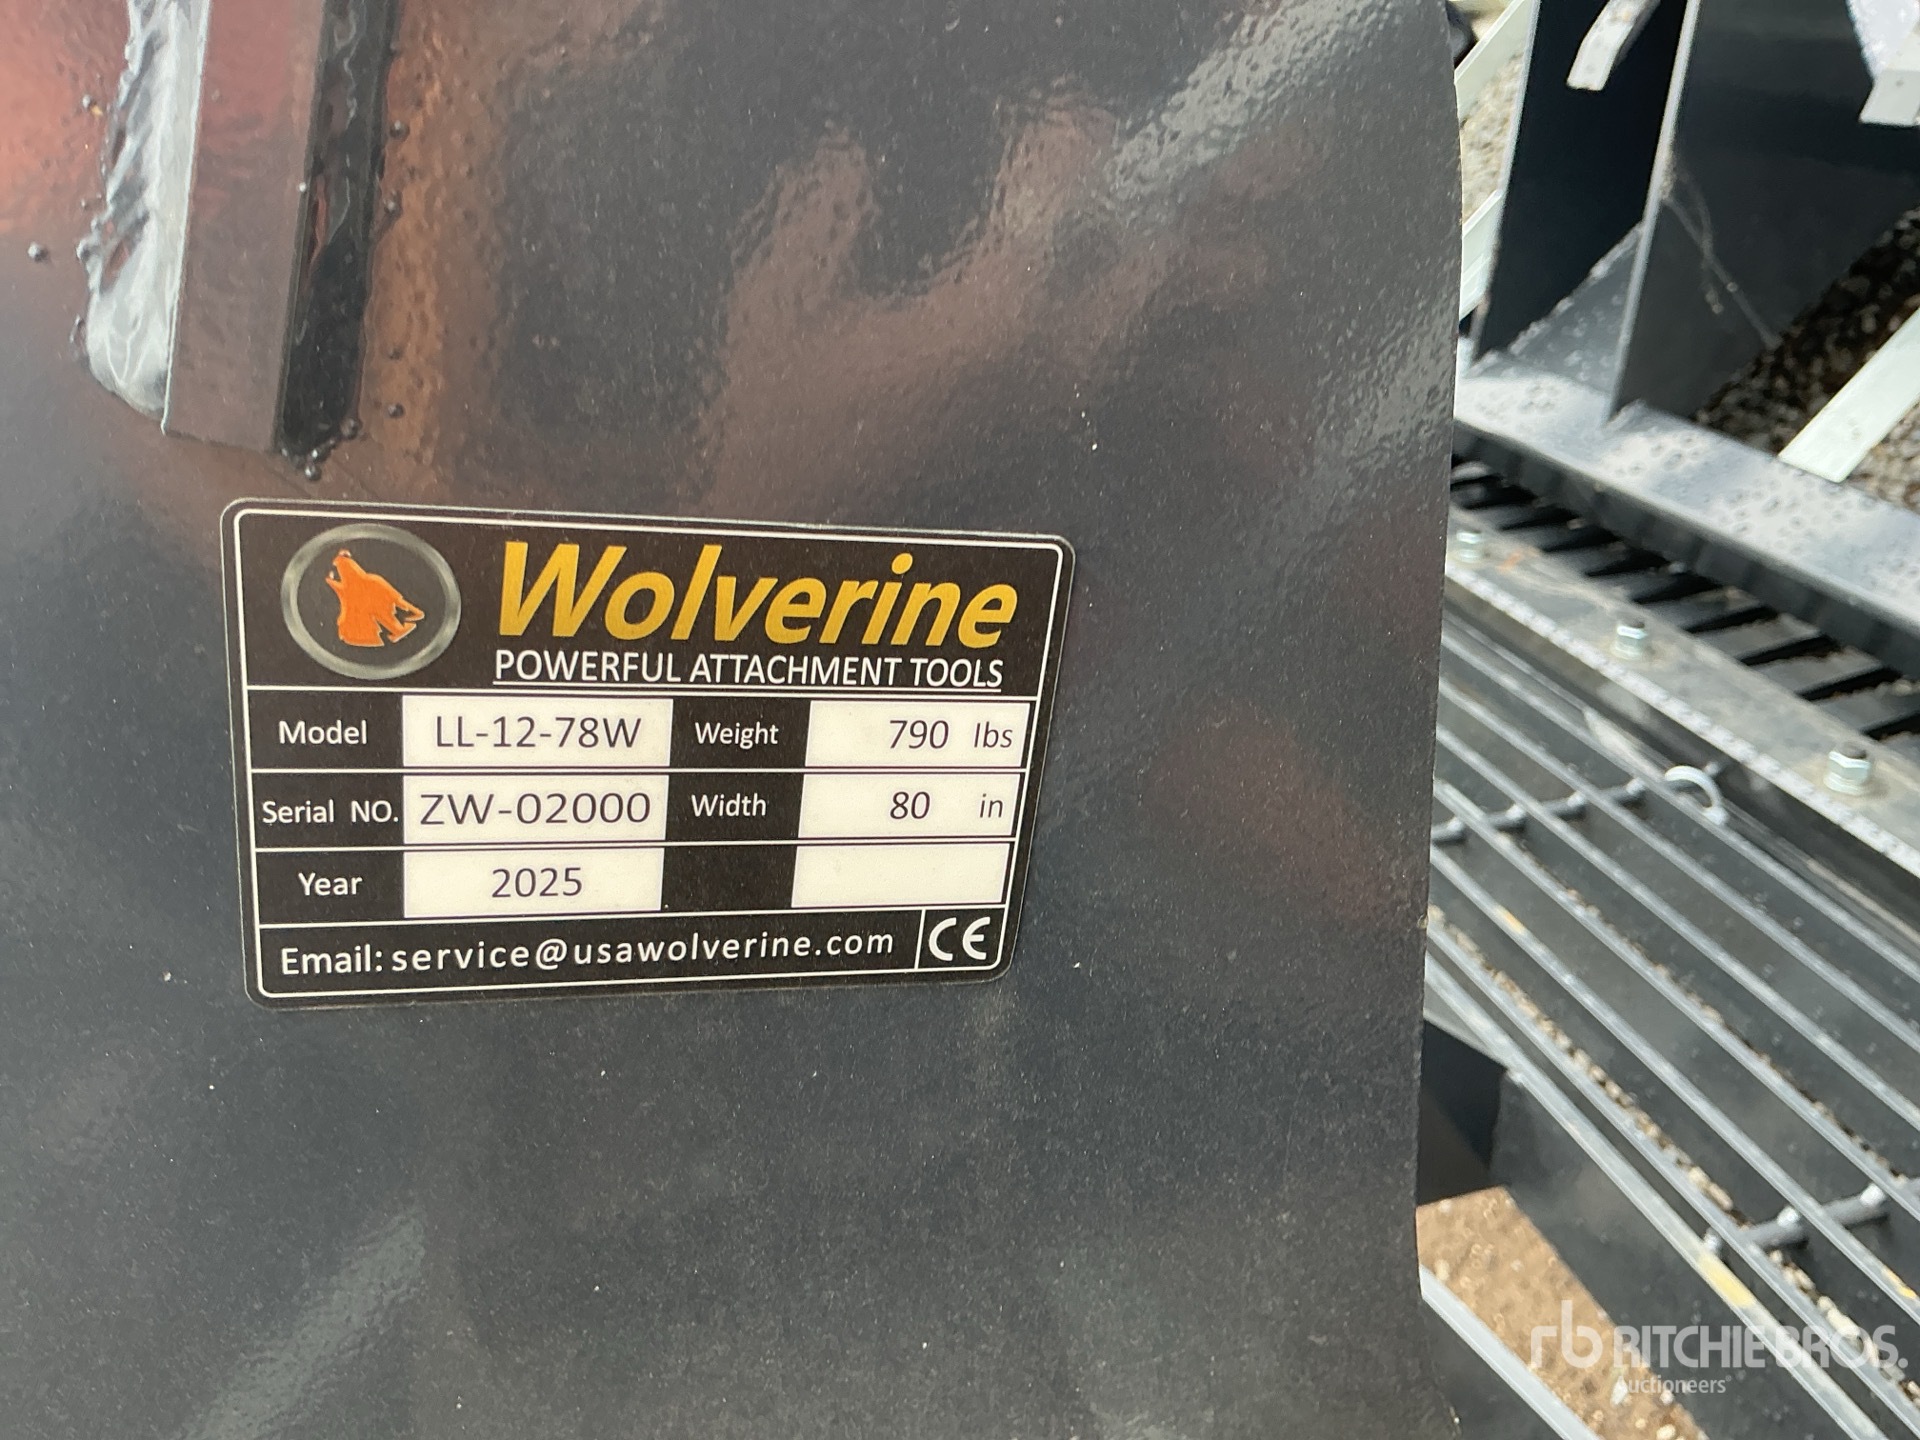 Wolverine
POWERFUL ATTACHMENT TOOLS
Model LL-12-78W Weight 790 lbs
Serial NO. ZW-02000 Width 80 in
Year 2025
Email: service@usawolverine.com CE
rb RITCHIE BROS.
Auctioneers